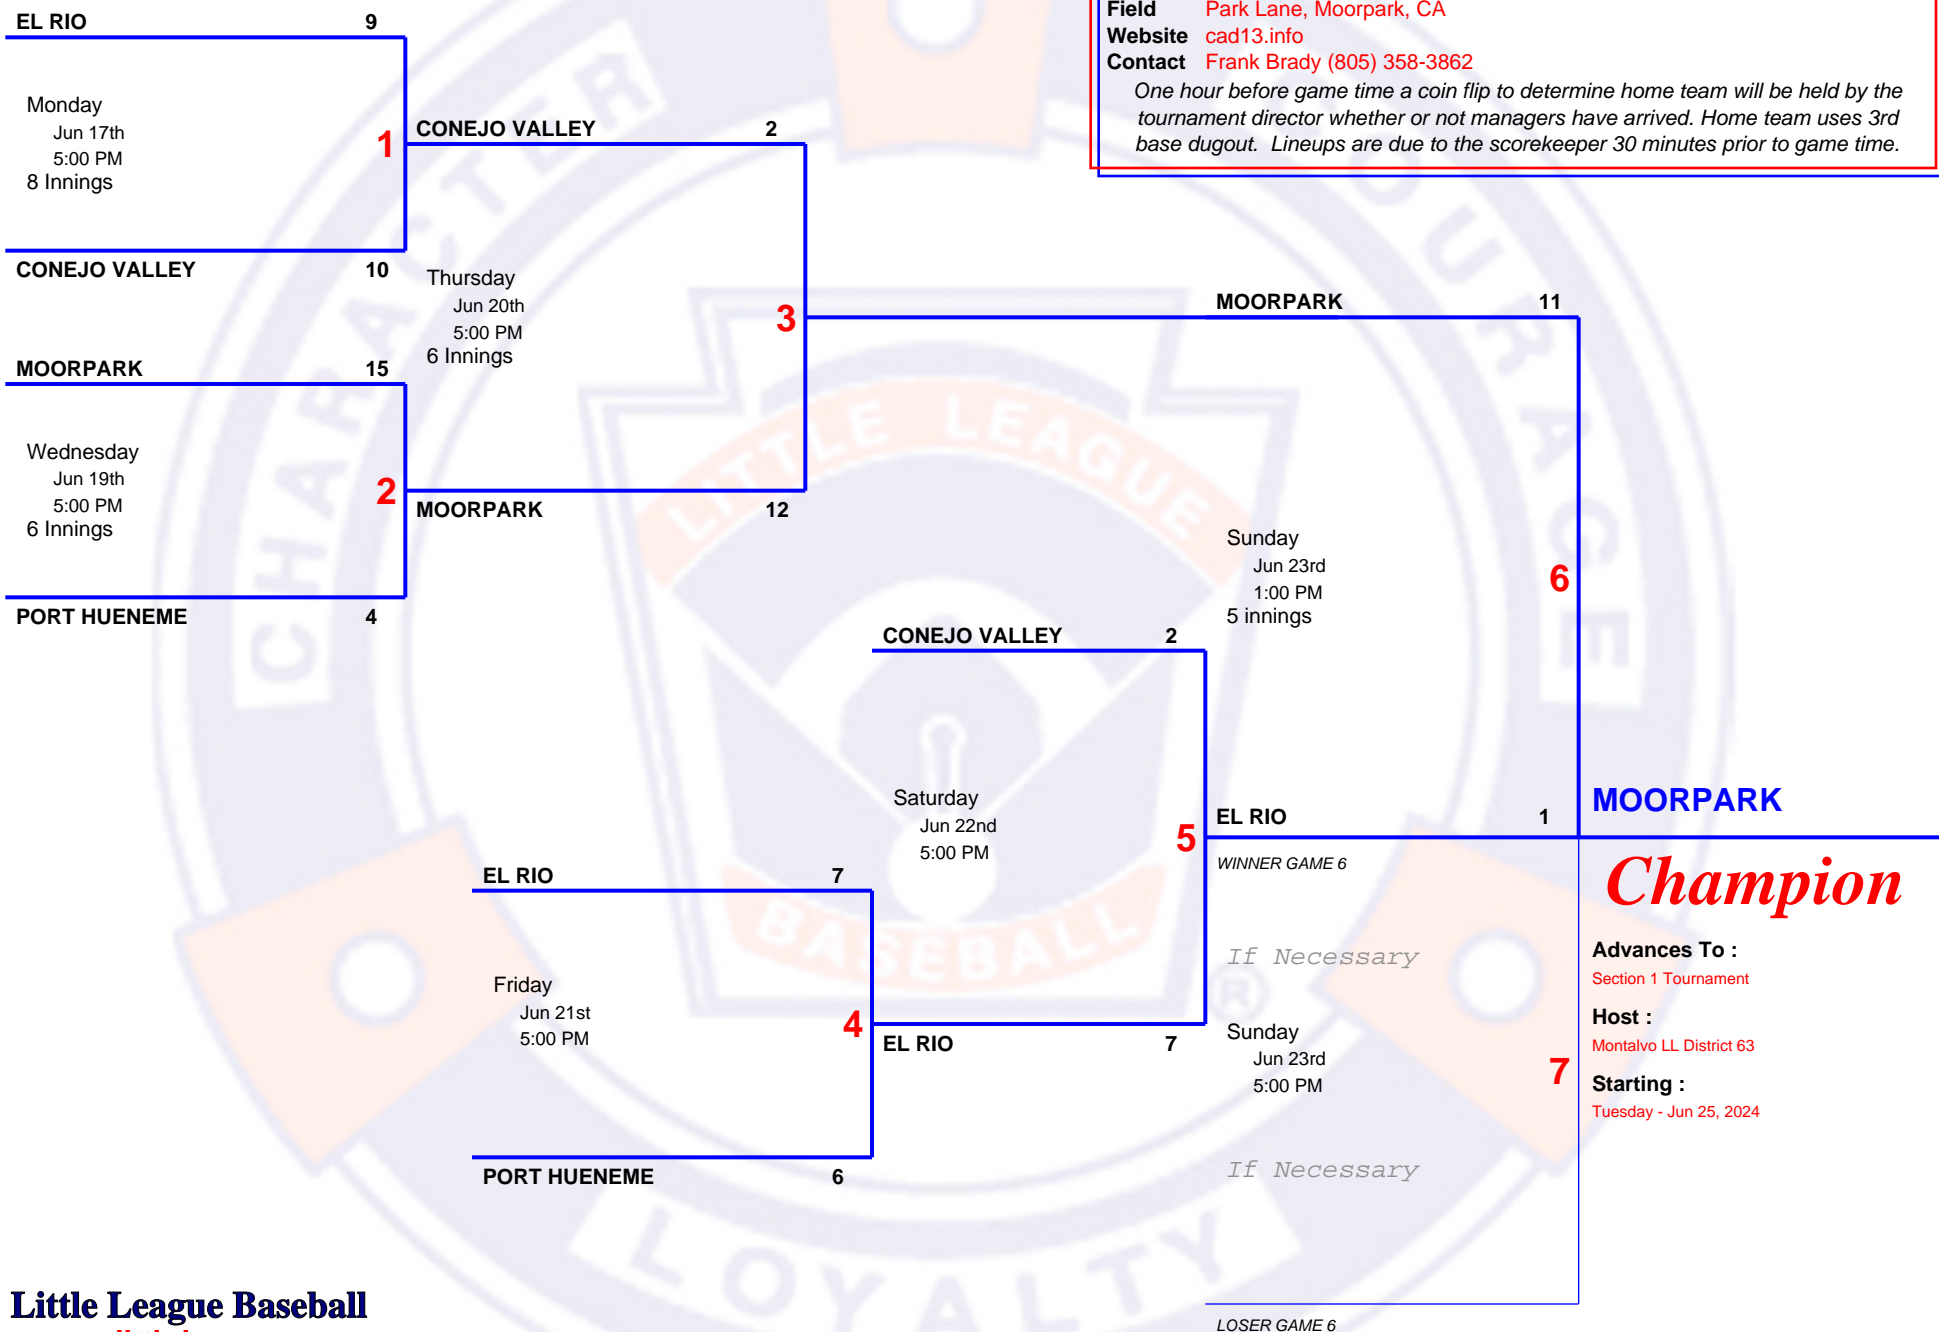 EL RIO 9
Field Park Lane, Moorpark, CA
Website cad13.info
Contact Frank Brady (805) 358-3862
One hour before game time a coin flip to determine home team will be held by the
tournament director whether or not managers have arrived. Home team uses 3rd
base dugout. Lineups are due to the scorekeeper 30 minutes prior to game time.
Monday
Jun 17th
5:00 PM
8 Innings
1
CONEJO VALLEY 2
CONEJO VALLEY 10
Thursday
Jun 20th
5:00 PM
6 Innings
3
MOORPARK 11
MOORPARK 15
Wednesday
Jun 19th
5:00 PM
6 Innings
2
MOORPARK 12
PORT HUENEME 4
Sunday
Jun 23rd
1:00 PM
5 innings
6
CONEJO VALLEY 2
Saturday
Jun 22nd
5:00 PM
5
EL RIO 1
WINNER GAME 6
MOORPARK
Champion
EL RIO 7
Friday
Jun 21st
5:00 PM
4
EL RIO 7
PORT HUENEME 6
If Necessary
Sunday
Jun 23rd
5:00 PM
7
If Necessary
LOSER GAME 6
Advances To :
Section 1 Tournament
Host :
Montalvo LL District 63
Starting :
Tuesday - Jun 25, 2024
Little League Baseball
CHARACTER
COURAGE
LOYALTY
LITTLE LEAGUE
BASEBALL
®